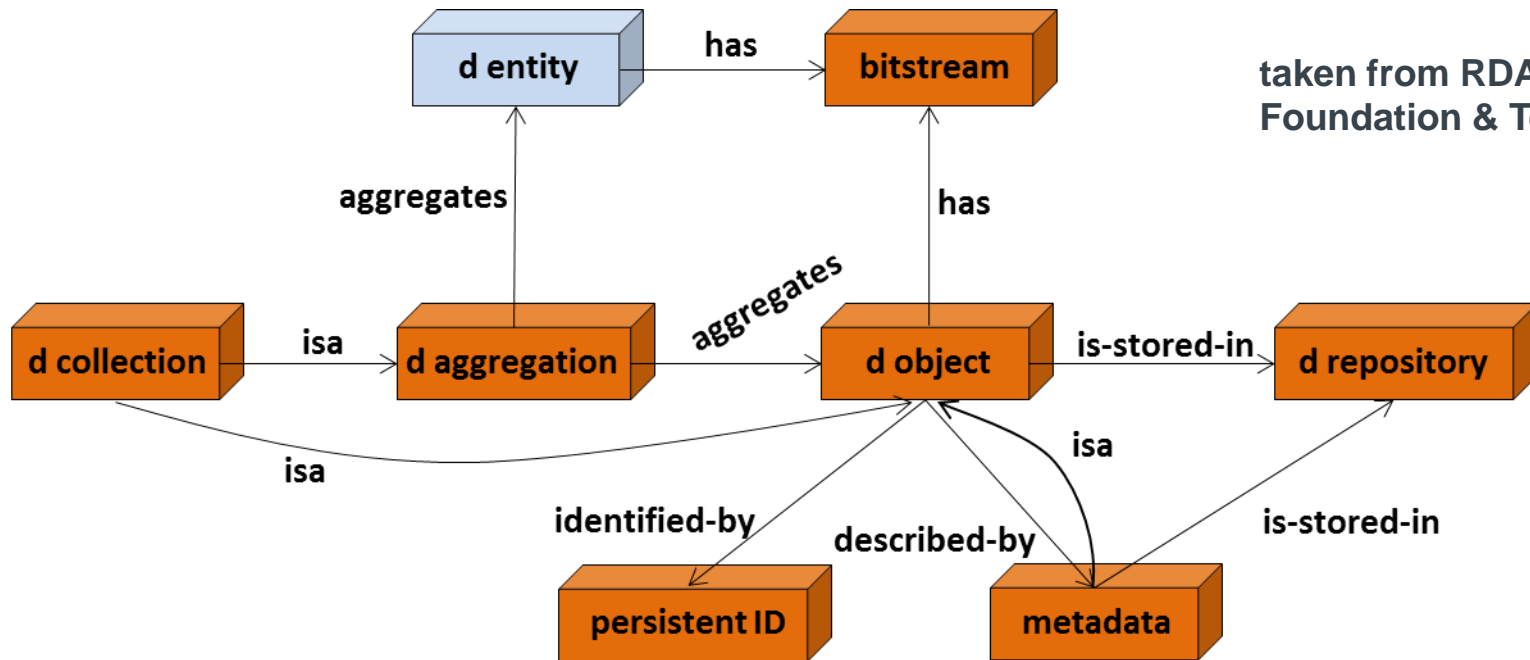 d entity
has
bitstream
taken from RDA
Foundation &
aggregates
has
aggregates
d collection
isa
d aggregation
d object
is-stored-in
d repository
isa
isa
identified-by
described-by
is-stored-in
persistent ID
metadata